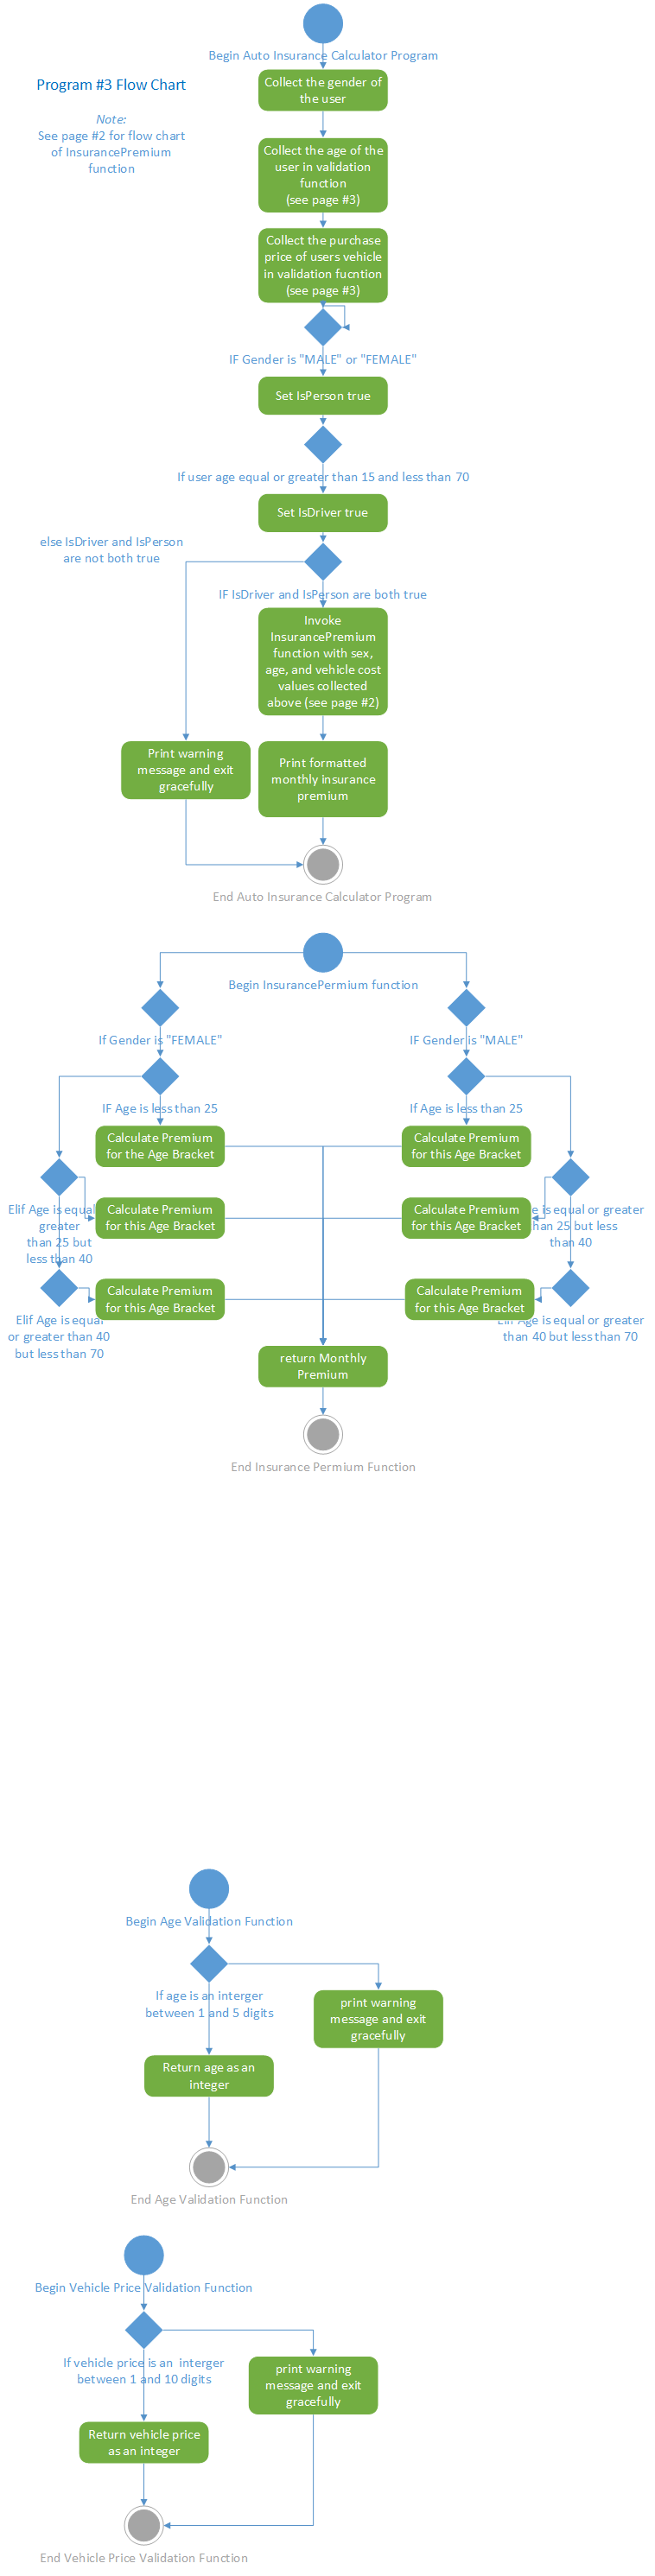 Begin Auto Insurance Calculator Program
Program #3 Flow Chart
Note:
See page #2 for flow chart
of InsurancePremium
function
Collect the gender of
the user
Collect the age of the
user in validation
function
(see page #3)
Collect the purchase
price of users vehicle
in validation fucntion
(see page #3)
IF Gender is "MALE" or "FEMALE"
Set IsPerson true
If user age equal or greater than 15 and less than 70
Set IsDriver true
else IsDriver and IsPerson
are not both true
IF IsDriver and IsPerson are both true
Invoke
InsurancePremium
function with sex,
age, and vehicle cost
values collected
above (see page #2)
Print warning
message and exit
gracefully
Print formatted
monthly insurance
premium
End Auto Insurance Calculator Program
Begin InsurancePermium function
If Gender is "FEMALE"
IF Gender is "MALE"
IF Age is less than 25
If Age is less than 25
Calculate Premium
for the Age Bracket
Calculate Premium
for this Age Bracket
Elif Age is equal
greater
than 25 but
less than 40
Calculate Premium
for this Age Bracket
Calculate Premium
for this Age Bracket
is equal or greater
than 25 but less
than 40
Calculate Premium
for this Age Bracket
Calculate Premium
for this Age Bracket
Elif Age is equal
or greater than 40
but less than 70
Elif Age is equal or greater
than 40 but less than 70
return Monthly
Premium
End Insurance Permium Function
Begin Age Validation Function
If age is an interger
between 1 and 5 digits
print warning
message and exit
gracefully
Return age as an
integer
End Age Validation Function
Begin Vehicle Price Validation Function
If vehicle price is an interger
between 1 and 10 digits
print warning
message and exit
gracefully
Return vehicle price
as an integer
End Vehicle Price Validation Function